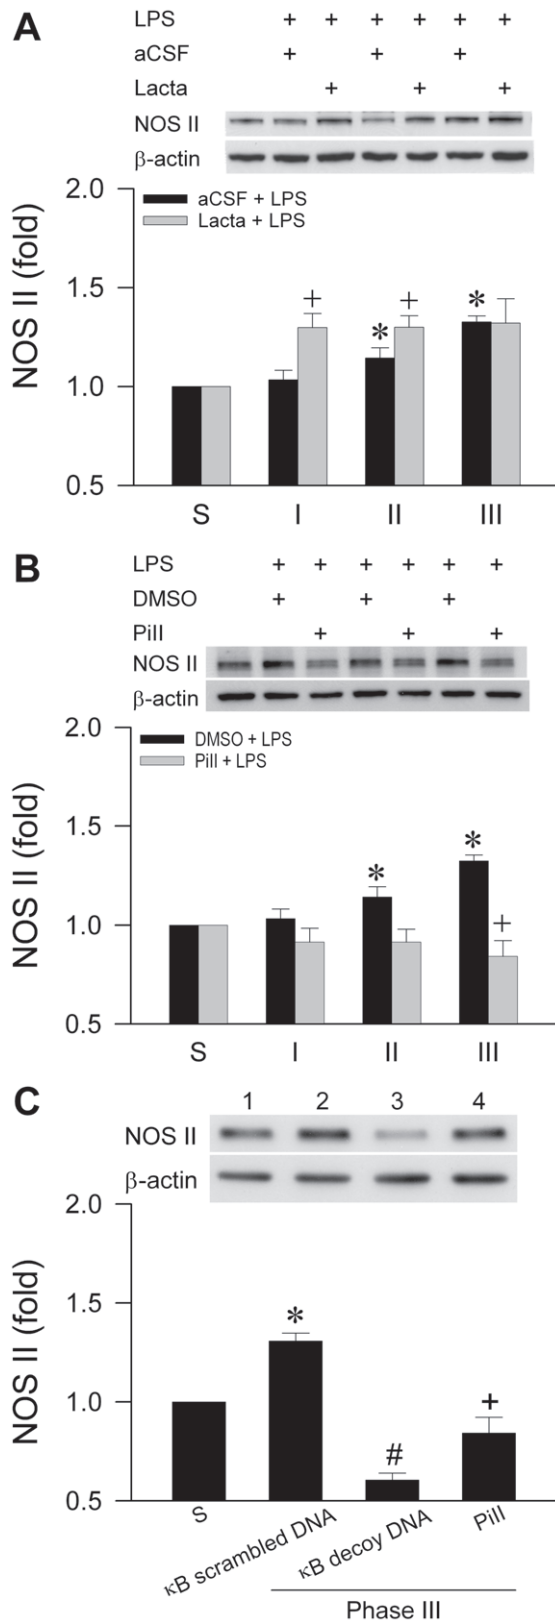 A
LPS + + + + + +
aCSF + + +
Lacta + + +
NOS II
β-actin
2.0
aCSF + LPS
Lacta + LPS
1.5
+ + * *
1.0
0.5
NOS II (fold)
S I II III
B
LPS + + + + + +
DMSO + + +
PiII + + +
NOS II
β-actin
2.0
DMSO + LPS
PiII + LPS
1.5
* * +
1.0
0.5
NOS II (fold)
S I II III
C
1 2 3 4
NOS II
β-actin
2.0
1.5
*
1.0
# +
0.5
NOS II (fold)
S κB scrambled DNA κB decoy DNA PiII
Phase III